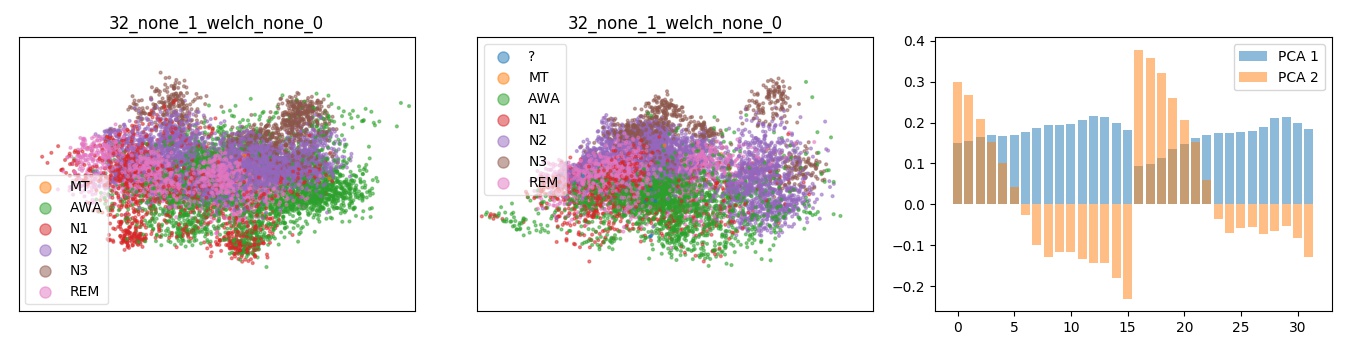 32_none_1_welch_none_0
MT
AWA
N1
N2
N3
REM
32_none_1_welch_none_0
?
MT
AWA
N1
N2
N3
REM
PCA 1
PCA 2
0.4
0.3
0.2
0.1
0.0
−0.1
−0.2
0 5 10 15 20 25 30